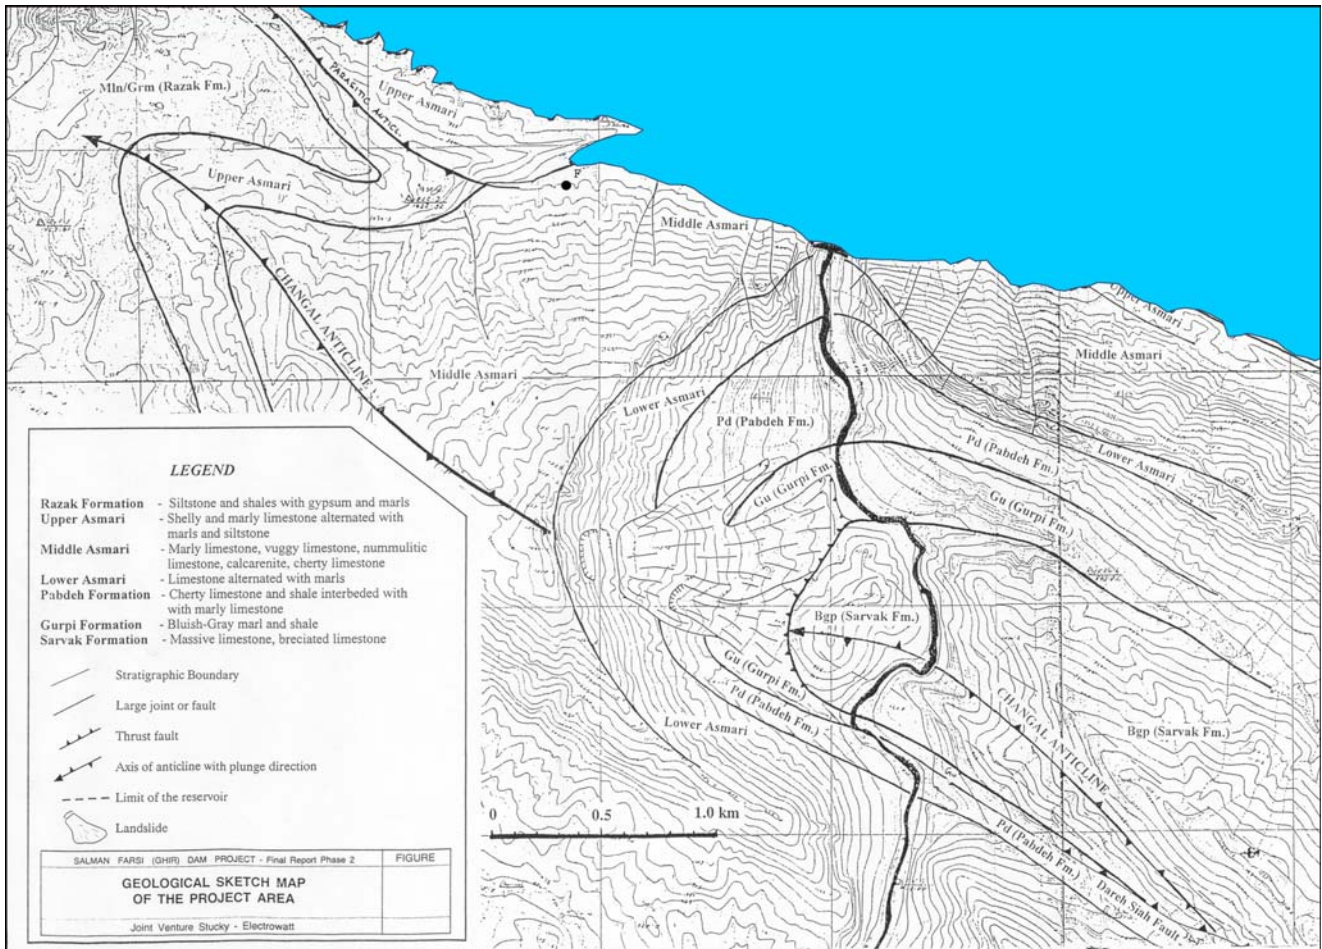 Mln/Grm (Razak Fm.)
PARASITIC ANTICL.
Upper Asmari
Upper Asmari
F
Middle Asmari
Upper Asmari
CHANGAL ANTICLINE
Middle Asmari
Middle Asmari
Lower Asmari
Pd (Pabdeh Fm.)
Pd (Pabdeh Fm.)
Lower Asmari
Gu (Gurpi Fm.)
Gu (Gurpi Fm.)
Bgp (Sarvak Fm.)
Gu (Gurpi Fm.)
Pd (Pabdeh Fm.)
Lower Asmari
CHANGAL ANTICLINE
Bgp (Sarvak Fm.)
Pd (Pabdeh Fm.)
Dareh Siah Fault
0 0.5 1.0 km
LEGEND
Razak Formation - Siltstone and shales with gypsum and marls
Upper Asmari - Shelly and marly limestone alternated with
marls and siltstone
Middle Asmari - Marly limestone, vuggy limestone, nummulitic
limestone, calcarenite, cherty limestone
Lower Asmari - Limestone alternated with marls
Pabdeh Formation - Cherty limestone and shale interbeded with
with marly limestone
Gurpi Formation - Bluish-Gray marl and shale
Sarvak Formation - Massive limestone, breciated limestone
Stratigraphic Boundary
Large joint or fault
Thrust fault
Axis of anticline with plunge direction
Limit of the reservoir
Landslide
SALMAN FARSI (GHIR) DAM PROJECT - Final Report Phase 2
FIGURE
GEOLOGICAL SKETCH MAP
OF THE PROJECT AREA
Joint Venture Stucky - Electrowatt